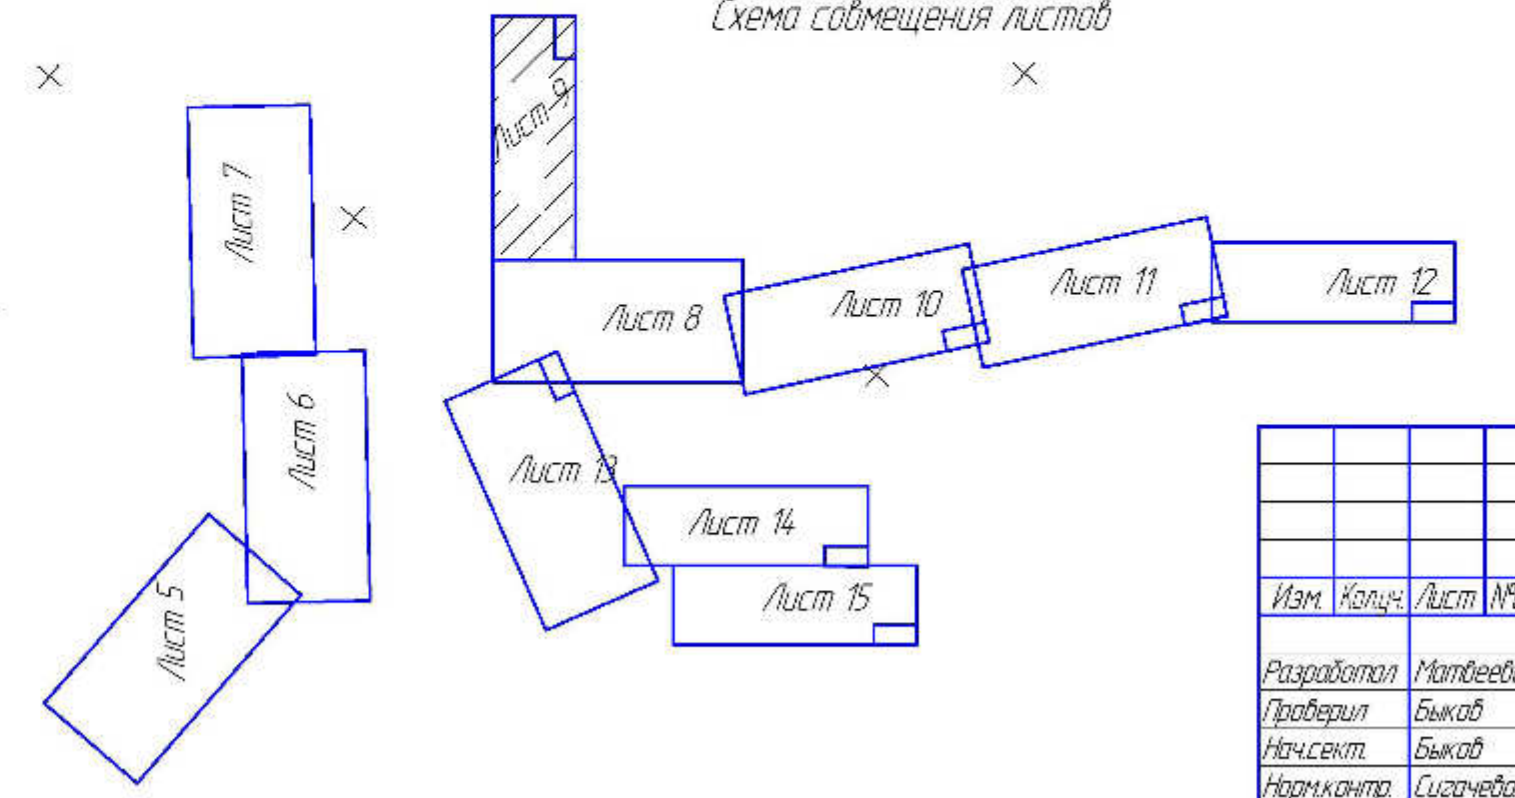 Схема совмещения листов
Лист 9
Лист 7
Лист 8
Лист 10
Лист 11
Лист 12
Лист 6
Лист 13
Лист 14
Лист 5
Лист 15
Изм. Колуч. Лист
Разработал
Проверил Быков
Нач.сект. Быков
Норм.контр.